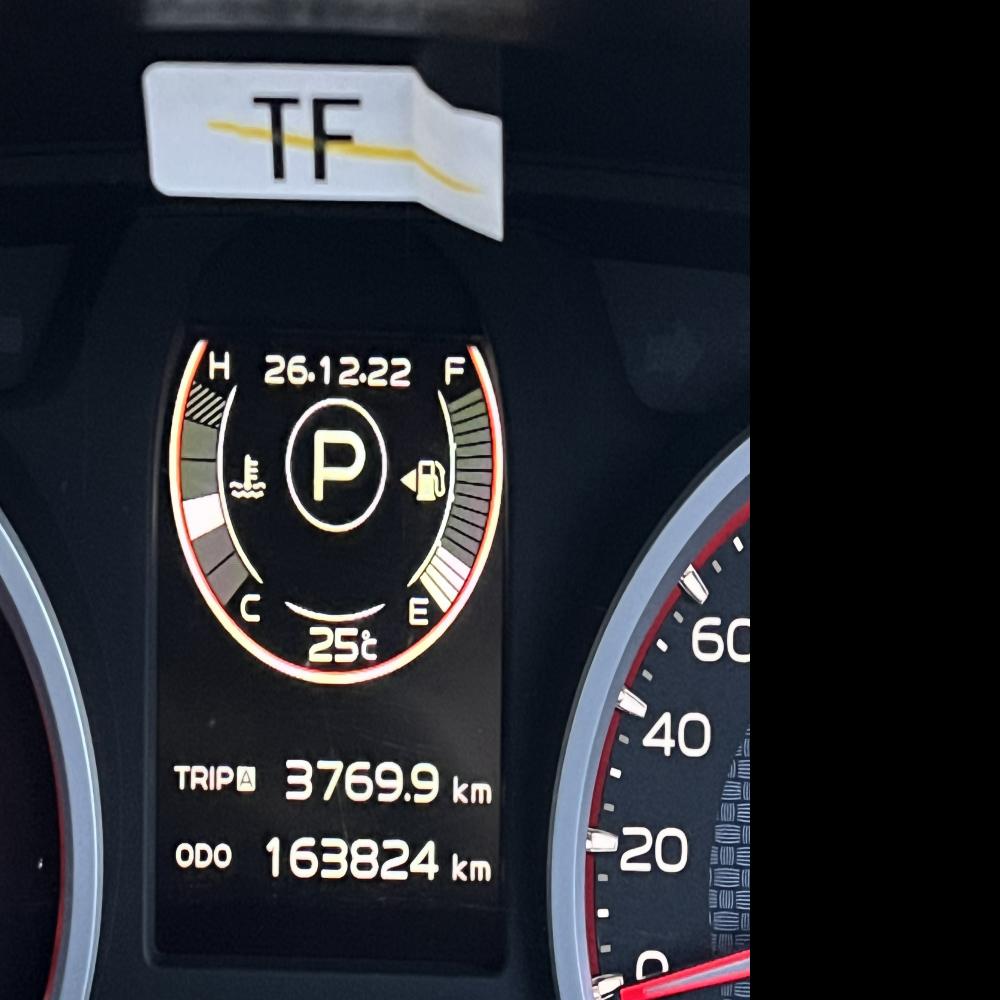 TF
H 26.12.22 F
P
C E
25℃
TRIP A 3769.9 km
ODO 163824 km
60
40
20
0